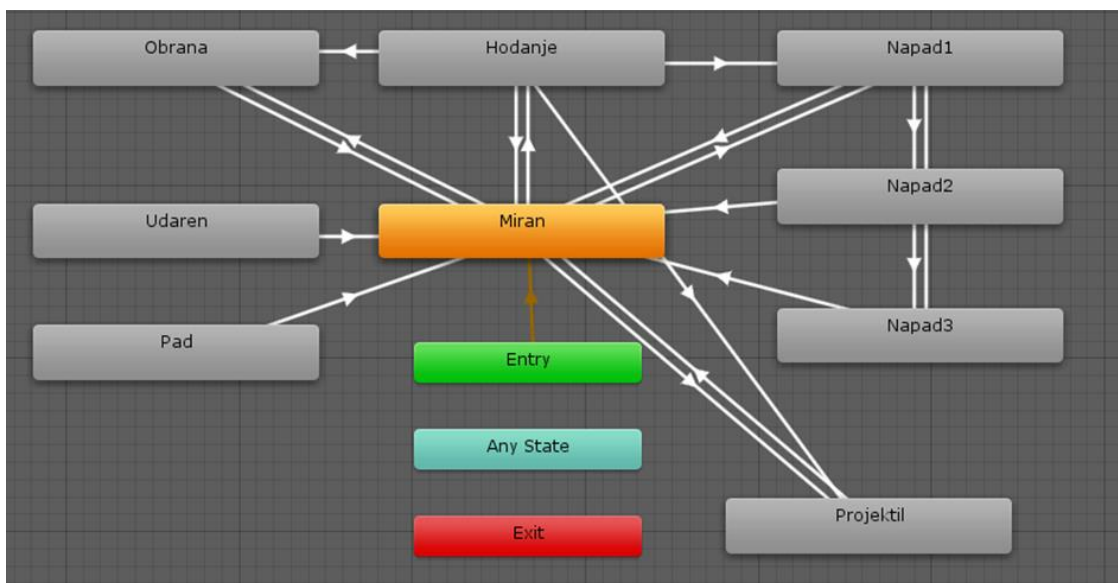 Obrana
Hodanje
Napad1
Napad2
Udaren
Miran
Napad3
Pad
Entry
Any State
Projektil
Exit